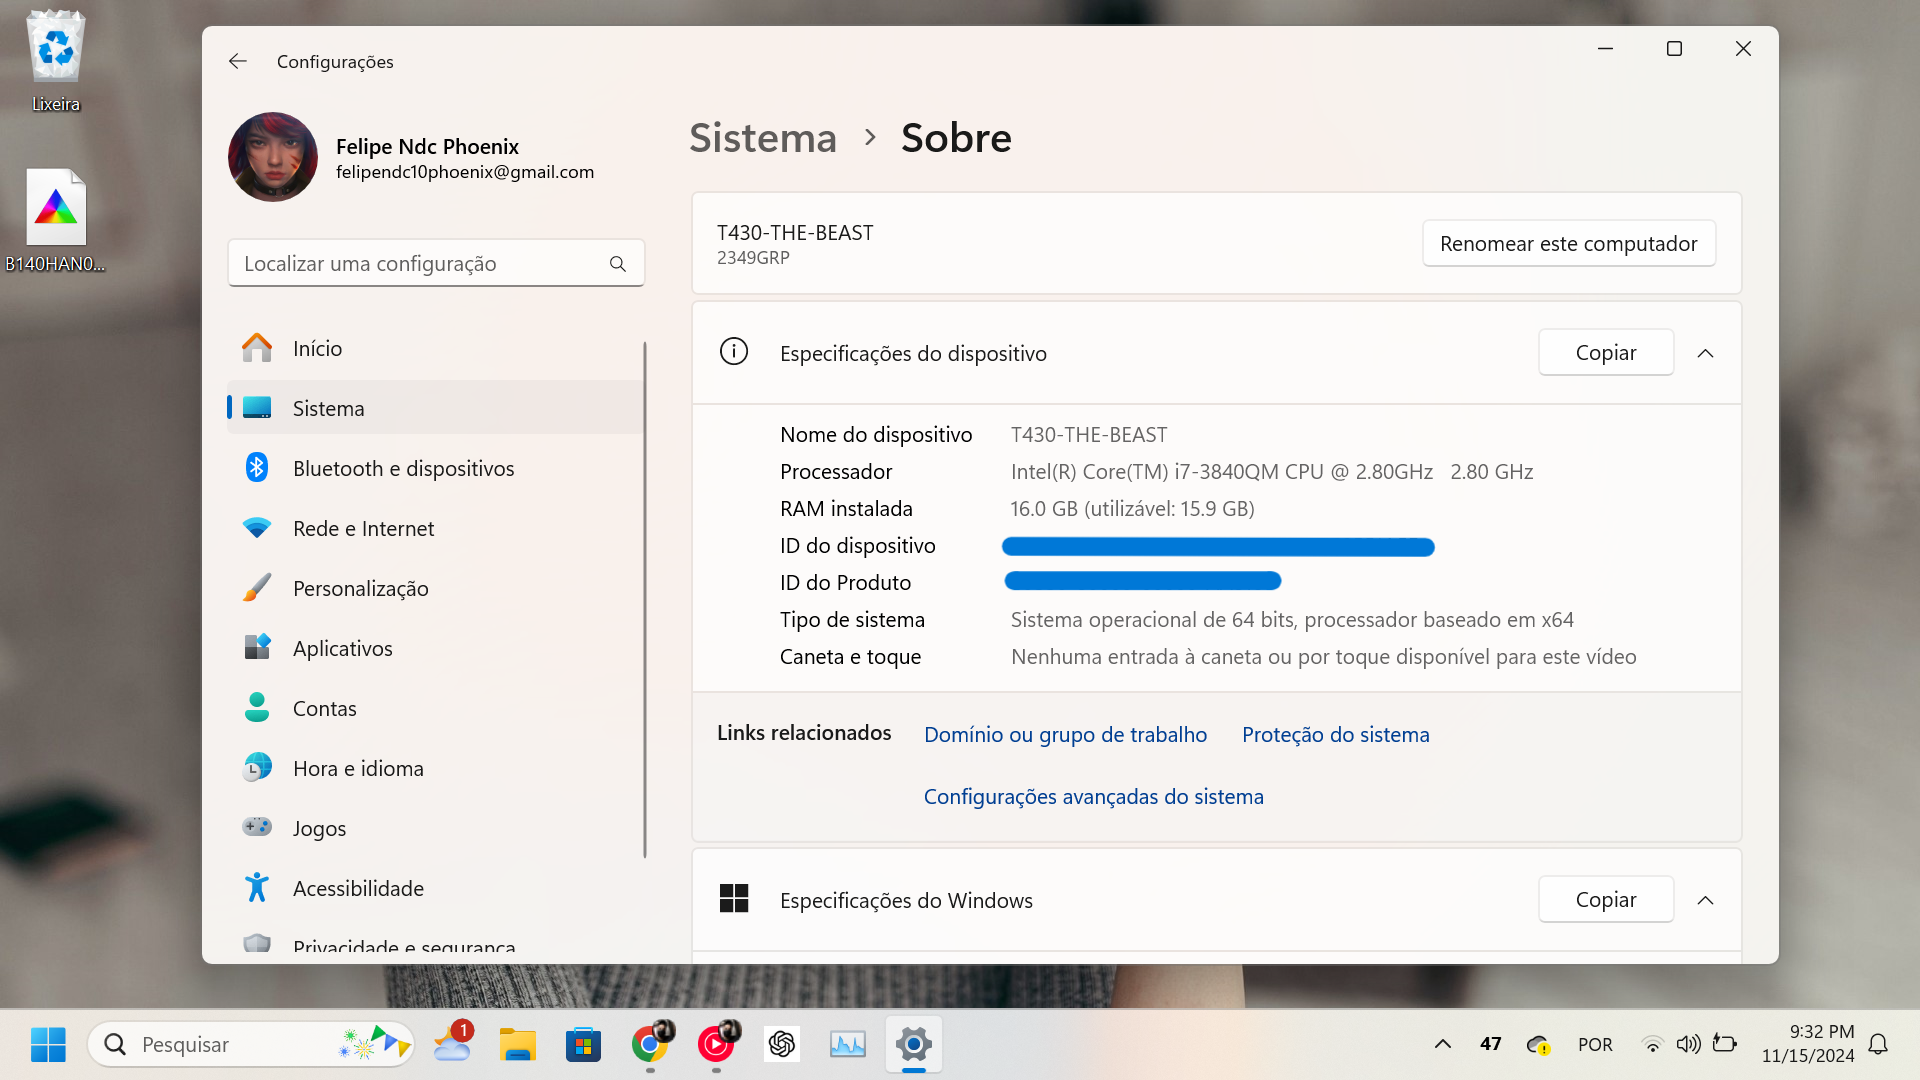 Lixeira
B140HAN0...
Configurações
Felipe Ndc Phoenix
felipendc10phoenix@gmail.com
Localizar uma configuração
Início
Sistema
Bluetooth e dispositivos
Rede e Internet
Personalização
Aplicativos
Contas
Hora e idioma
Jogos
Acessibilidade
Privacidade e segurança
Sistema > Sobre
T430-THE-BEAST
2349GRP
Renomear este computador
Especificações do dispositivo
Copiar
Nome do dispositivo T430-THE-BEAST
Processador Intel(R) Core(TM) i7-3840QM CPU @ 2.80GHz 2.80 GHz
RAM instalada 16.0 GB (utilizável: 15.9 GB)
ID do dispositivo
ID do Produto
Tipo de sistema Sistema operacional de 64 bits, processador baseado em x64
Caneta e toque Nenhuma entrada à caneta ou por toque disponível para este vídeo
Links relacionados Domínio ou grupo de trabalho Proteção do sistema
Configurações avançadas do sistema
Especificações do Windows
Copiar
Pesquisar
1
47
POR
9:32 PM
11/15/2024